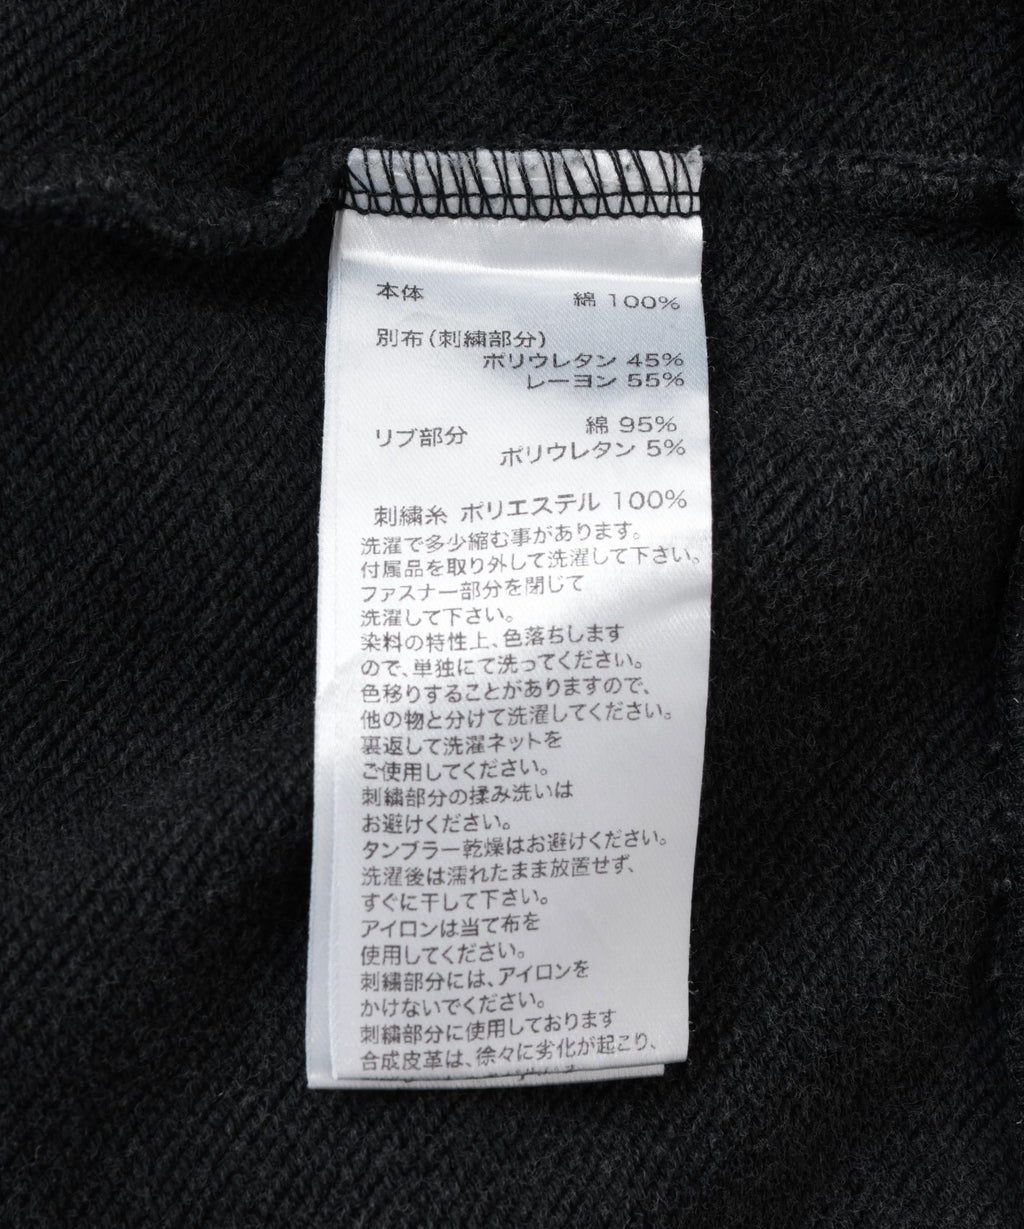 本体 綿 100%
別布(刺繍部分)
ポリウレタン 45%
レーヨン 55%
綿 95%
リブ部分
ポリウレタン 5%
刺繍糸 ポリエステル 100%
洗濯で多少縮む事があります。
付属品を取り外して洗濯して下さい。
ファスナー部分を閉じて
洗濯して下さい。
染料の特性上、色落ちします
ので、単独にて洗ってください。
色移りすることがありますので、
他の物と分けて洗濯してください。
裏返して洗濯ネットを
ご使用してください。
刺繍部分の揉み洗いは
お避けください。
タンブラー乾燥はお避けください。
洗濯後は濡れたまま放置せず、
すぐに干して下さい。
アイロンは当て布を
使用してください。
刺繍部分には、アイロンを
かけないでください。
刺繍部分に使用しております
合成皮革は、徐々に劣化が起こり、